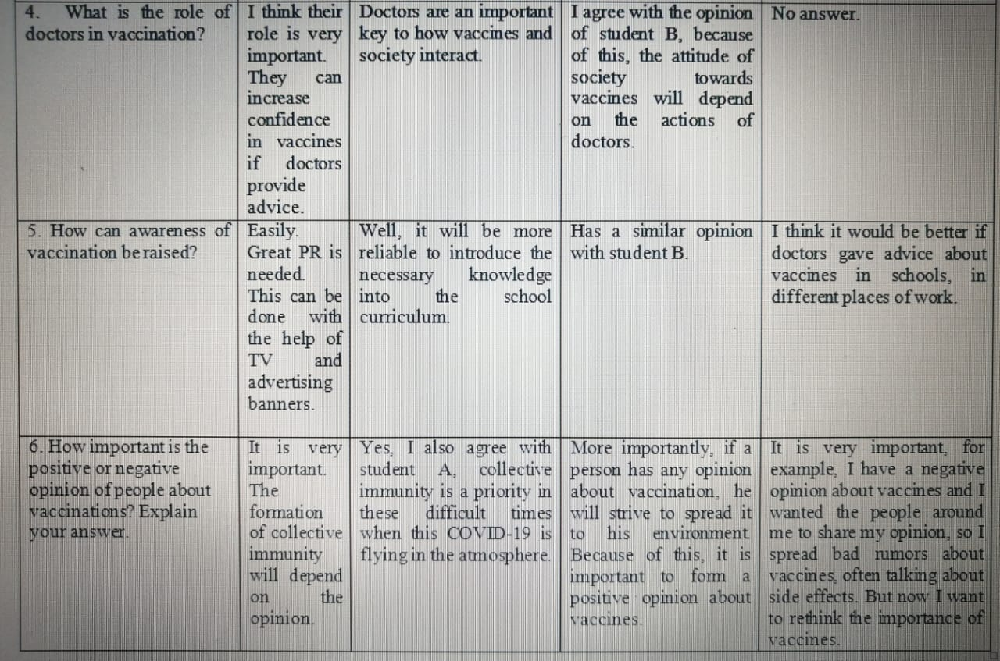 4. What is the role of
doctors in vaccination?
I think their
role is very
important.
They can
increase
confidence
in vaccines
if doctors
provide
advice.
Doctors are an important
key to how vaccines and
society interact.
I agree with the opinion
of student B, because
of this, the attitude of
society towards
vaccines will depend
on the actions of
doctors.
No answer.
5. How can awareness of
vaccination be raised?
Easily.
Great PR is
needed.
This can be
done with
the help of
TV and
advertising
banners.
Well, it will be more
reliable to introduce the
necessary knowledge
into the school
curriculum.
Has a similar opinion
with student B.
I think it would be better if
doctors gave advice about
vaccines in schools, in
different places of work.
6. How important is the
positive or negative
opinion of people about
vaccinations? Explain
your answer.
It is very
important.
The
formation
of collective
immunity
will depend
on the
opinion.
Yes, I also agree with
student A, collective
immunity is a priority in
these difficult times
when this COVID-19 is
flying in the atmosphere.
More importantly, if a
person has any opinion
about vaccination, he
will strive to spread it
to his environment.
Because of this, it is
important to form a
positive opinion about
vaccines.
It is very important, for
example, I have a negative
opinion about vaccines and I
wanted the people around
me to share my opinion, so I
spread bad rumors about
vaccines, often talking about
side effects. But now I want
to rethink the importance of
vaccines.